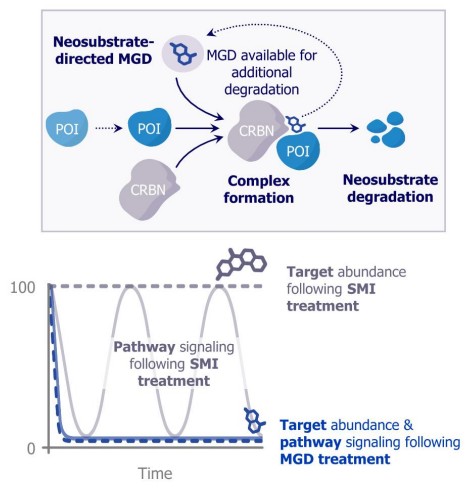 Neosubstrate-
directed MGD
MGD available for
additional
degradation
POI
POI
CRBN
CRBN
POI
Complex
formation
Neosubstrate
degradation
100
Target abundance
following SMI
treatment
Pathway signaling
following SMI
treatment
Target abundance &
pathway signaling following
MGD treatment
0
Time